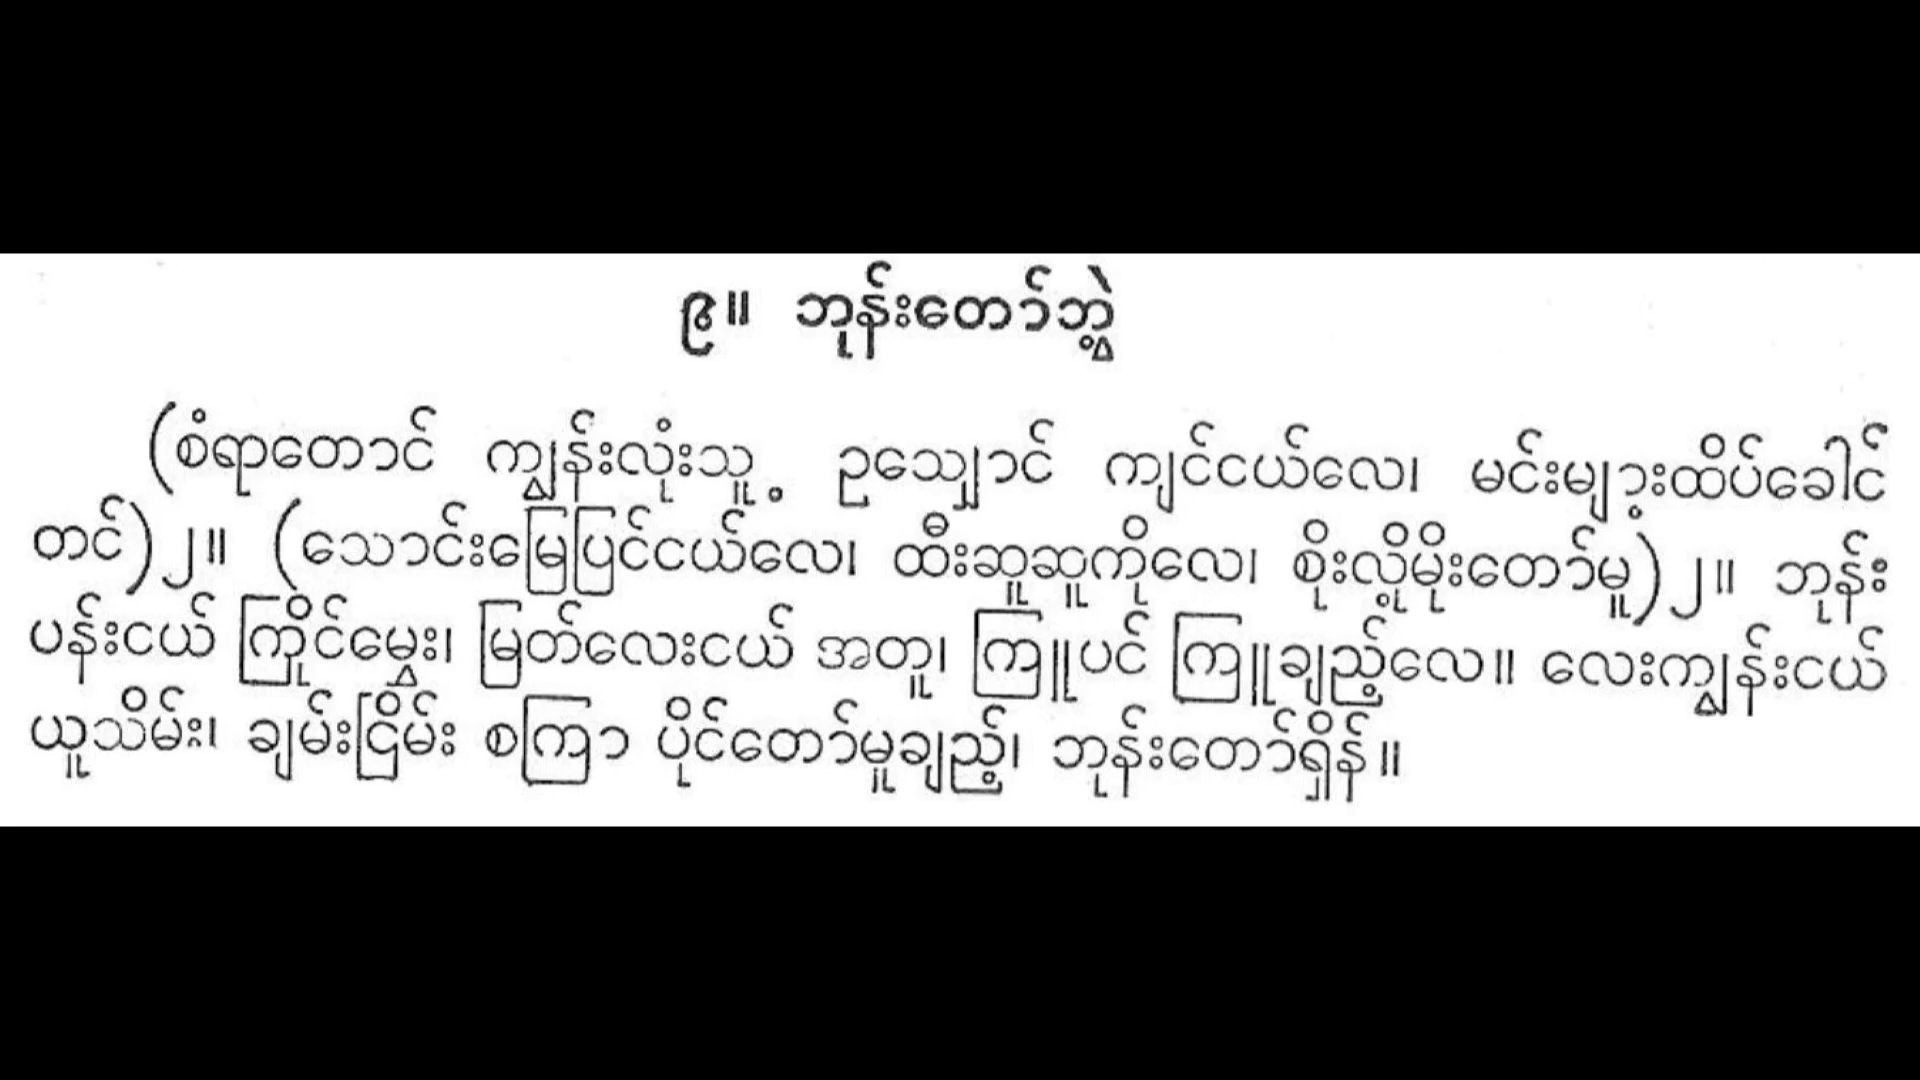 ၉။ ဘုန်းတော်ဘွဲ့
(စံရာတောင် ကျွန်းလုံးသူ့ ဥသျှောင် ကျင်ငယ်လေ၊ မင်းမျာ့းထိပ်ခေါင်
တင်)၂။ (သောင်းမြေပြင်ငယ်လေ၊ ထီးဆူဆူကိုလေ၊ စိုးလို့မိုးတော်မူ)၂။ ဘုန်း
ပန်းငယ် ကြိုင်မွှေး၊ မြတ်လေးငယ် အတူ၊ ကြူပင် ကြူချည့်လေ။ လေးကျွန်းငယ်
ယူသိမ်း၊ ချမ်းငြိမ်း စကြာ ပိုင်တော်မူချည့်၊ ဘုန်းတော်ရှိန်။